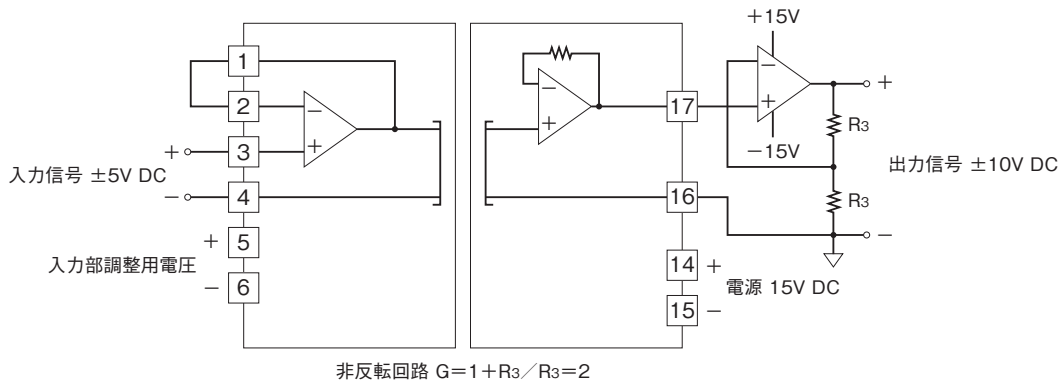 +15V
−
1
−
17
+
2
−
+
R3
+
3
+
+
−15V
入力信号 ±5V DC
出力信号 ±10V DC
−
4
16
R3
+
5
−
入力部調整用電圧
14
+
電源 15V DC
−
6
15
−
非反転回路 G=1+R3/R3=2